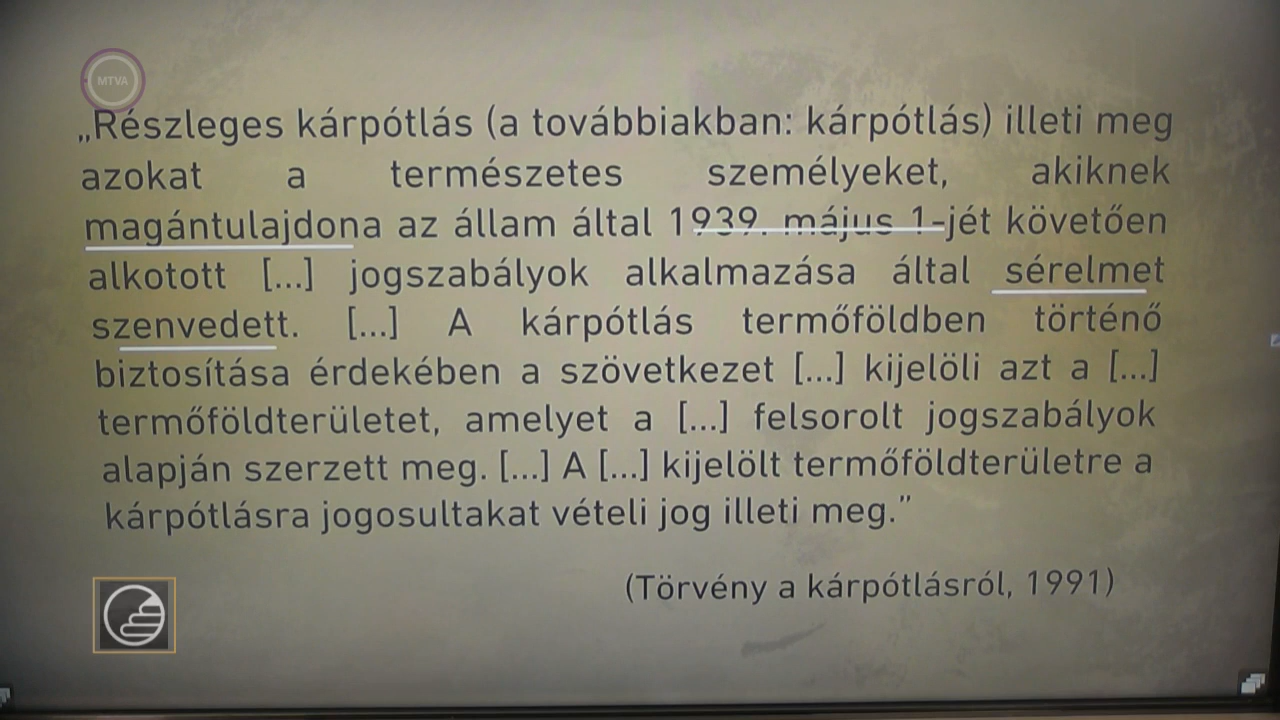 MTVA
„Részleges kárpótlás (a továbbiakban: kárpótlás) illeti meg
azokat a természetes személyeket, akiknek
magántulajdona az állam által 1939. május 1-jét követően
alkotott [...] jogszabályok alkalmazása által sérelmet
szenvedett. [...] A kárpótlás termőföldben történő
biztosítása érdekében a szövetkezet [...] kijelöli azt a [...]
termőföldterületet, amelyet a [...] felsorolt jogszabályok
alapján szerzett meg. [...] A [...] kijelölt termőföldterületre a
kárpótlásra jogosultakat vételi jog illeti meg.”
(Törvény a kárpótlásról, 1991)